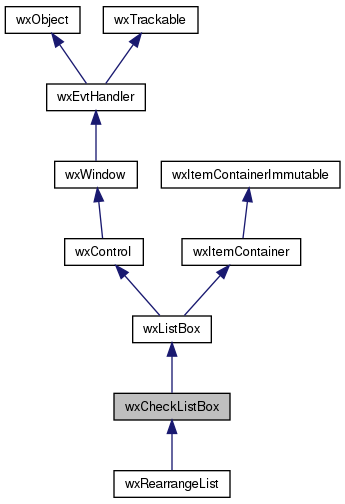 wxObject
wxTrackable
wxEvtHandler
wxWindow
wxItemContainerImmutable
wxControl
wxItemContainer
wxListBox
wxCheckListBox
wxRearrangeList